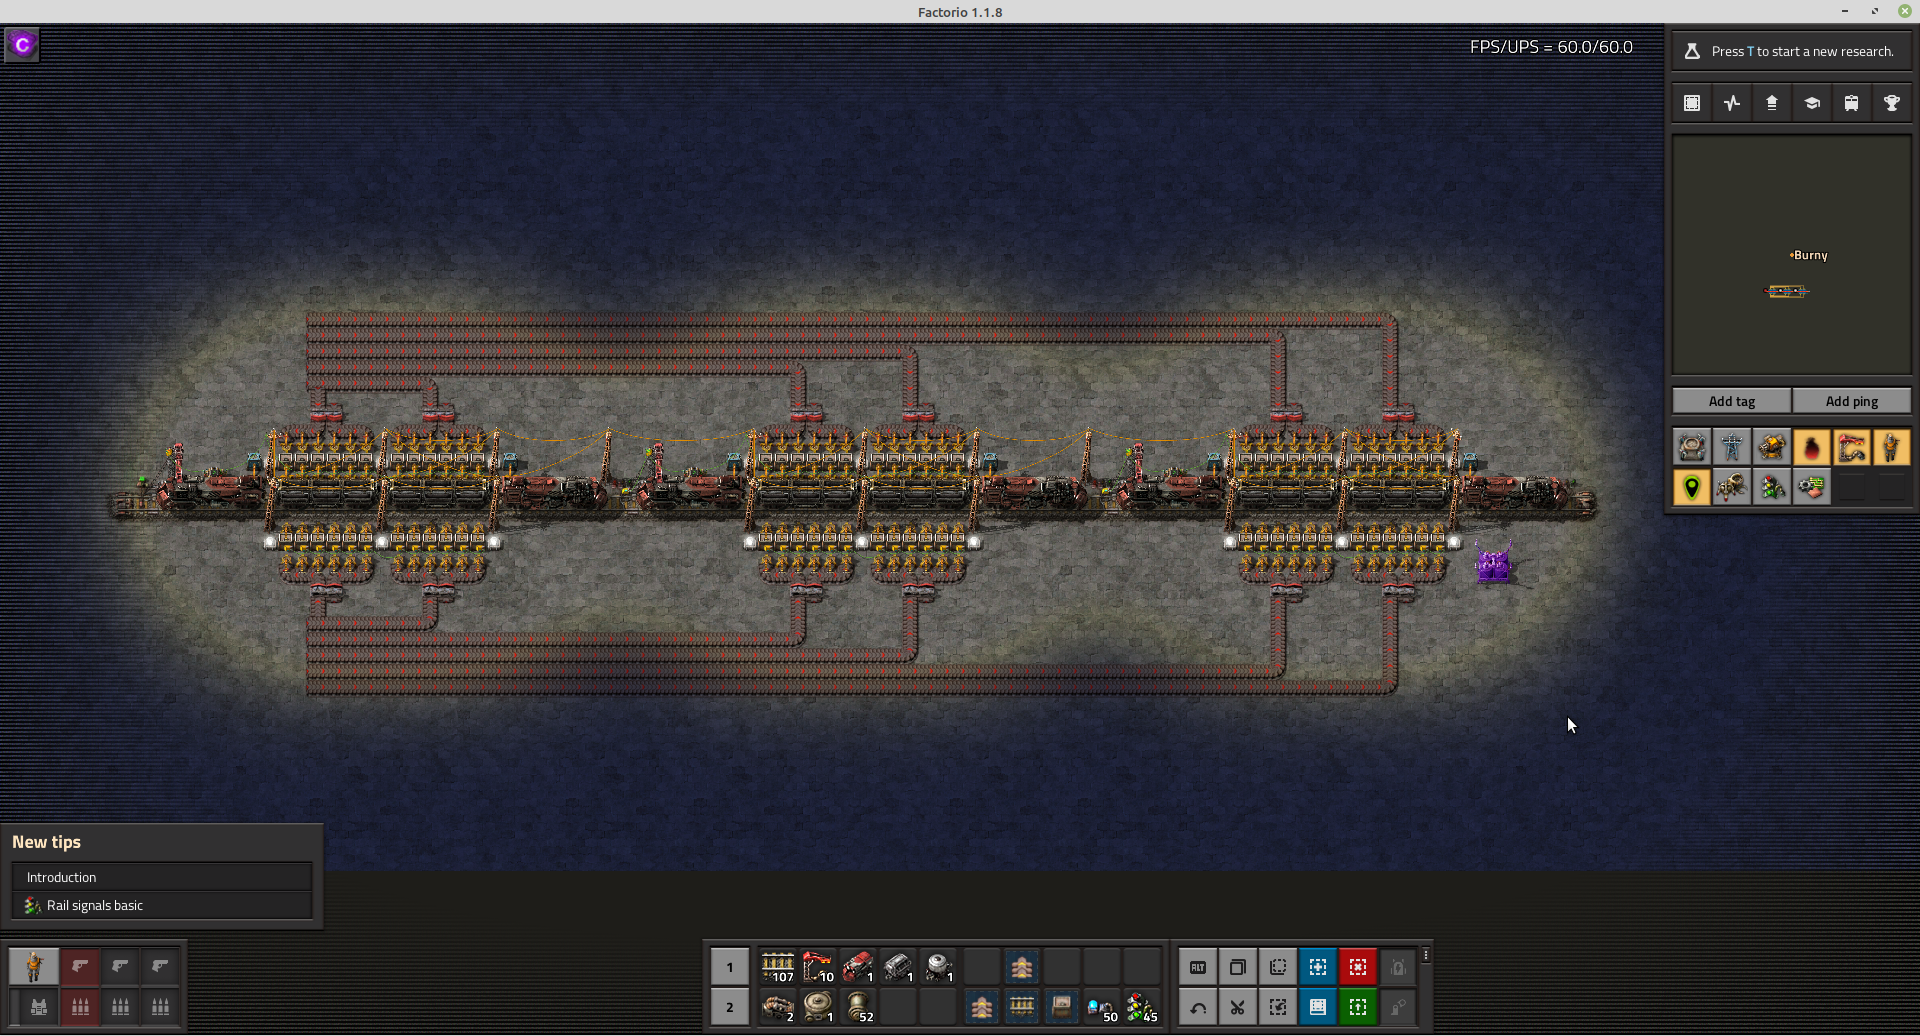 Factorio 1.1.8
C
FPS/UPS = 60.0/60.0
Press T to start a new research.
Burny
Add tag
Add ping
New tips
Introduction
Rail signals basic
1
107
10
1
1
1
ALT
2
2
1
52
50
45